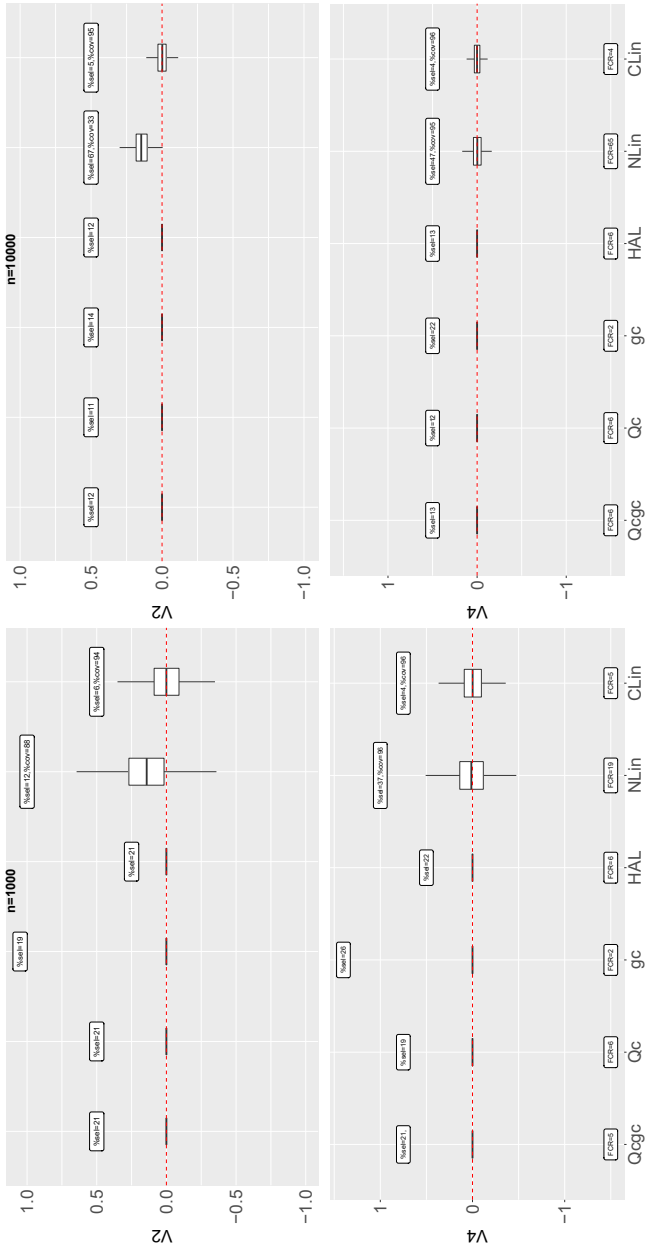 n=10000
V2
1.0
0.5
0.0
−0.5
−1.0
%sel=12
%sel=11
%sel=14
%sel=12
%sel=67,%cov=33
%sel=5,%cov=95
V4
1
0
−1
%sel=13
%sel=12
%sel=22
%sel=13
%sel=47,%cov=95
%sel=4,%cov=96
FCR=6
FCR=6
FCR=2
FCR=6
FCR=65
FCR=4
Qcgc
Qc
gc
HAL
NLin
CLin
n=1000
V2
1.0
0.5
0.0
−0.5
−1.0
%sel=21
%sel=21
%sel=19
%sel=21
%sel=12,%cov=88
%sel=6,%cov=94
V4
1
0
−1
%sel=21,
%sel=19
%sel=26
%sel=22
%sel=37,%cov=96
%sel=4,%cov=96
FCR=5
FCR=6
FCR=2
FCR=6
FCR=19
FCR=5
Qcgc
Qc
gc
HAL
NLin
CLin